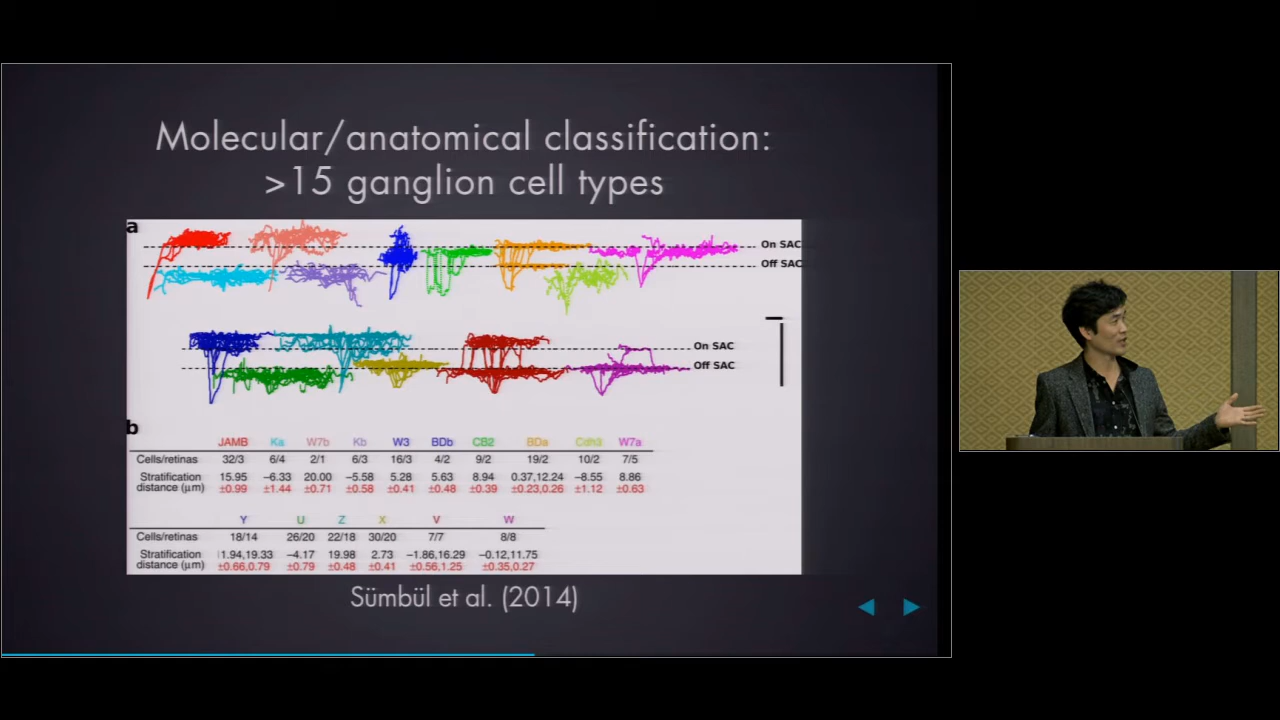 Molecular/anatomical classification:
>15 ganglion cell types
a
On SAC
Off SAC
On SAC
Off SAC
b
JAMB Ka W7b Kb W3 BDb CB2 BDa Cdh3 W7a
Cells/retinas 32/3 6/4 2/1 6/3 16/3 4/2 9/2 19/2 10/2 7/5
Stratification 15.95 −6.33 20.00 −5.58 5.28 5.63 8.94 0.37,12.24 −8.55 8.86
distance (μm) ±0.99 ±1.44 ±0.71 ±0.58 ±0.41 ±0.48 ±0.39 ±0.23,0.26 ±1.12 ±0.63
Y U Z X V W
Cells/retinas 18/14 26/20 22/18 30/20 7/7 8/8
Stratification 1.94,19.33 −4.17 19.98 2.73 −1.86,16.29 −0.12,11.75
distance (μm) ±0.66,0.79 ±0.79 ±0.48 ±0.41 ±0.56,1.25 ±0.35,0.27
Sümbül et al. (2014)